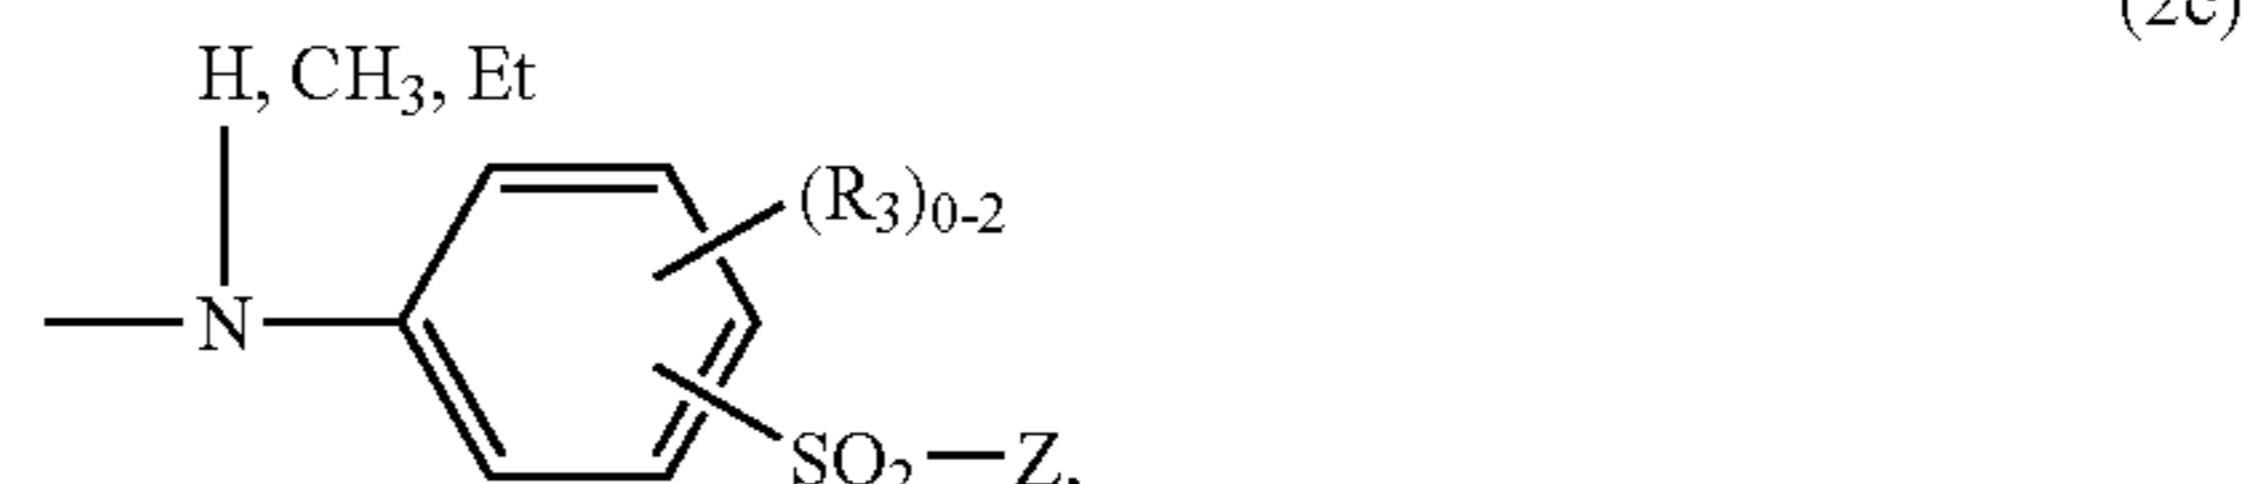 (2c)
H, CH₃, Et
(R₃)₀₋₂
N
SO₂—Z,